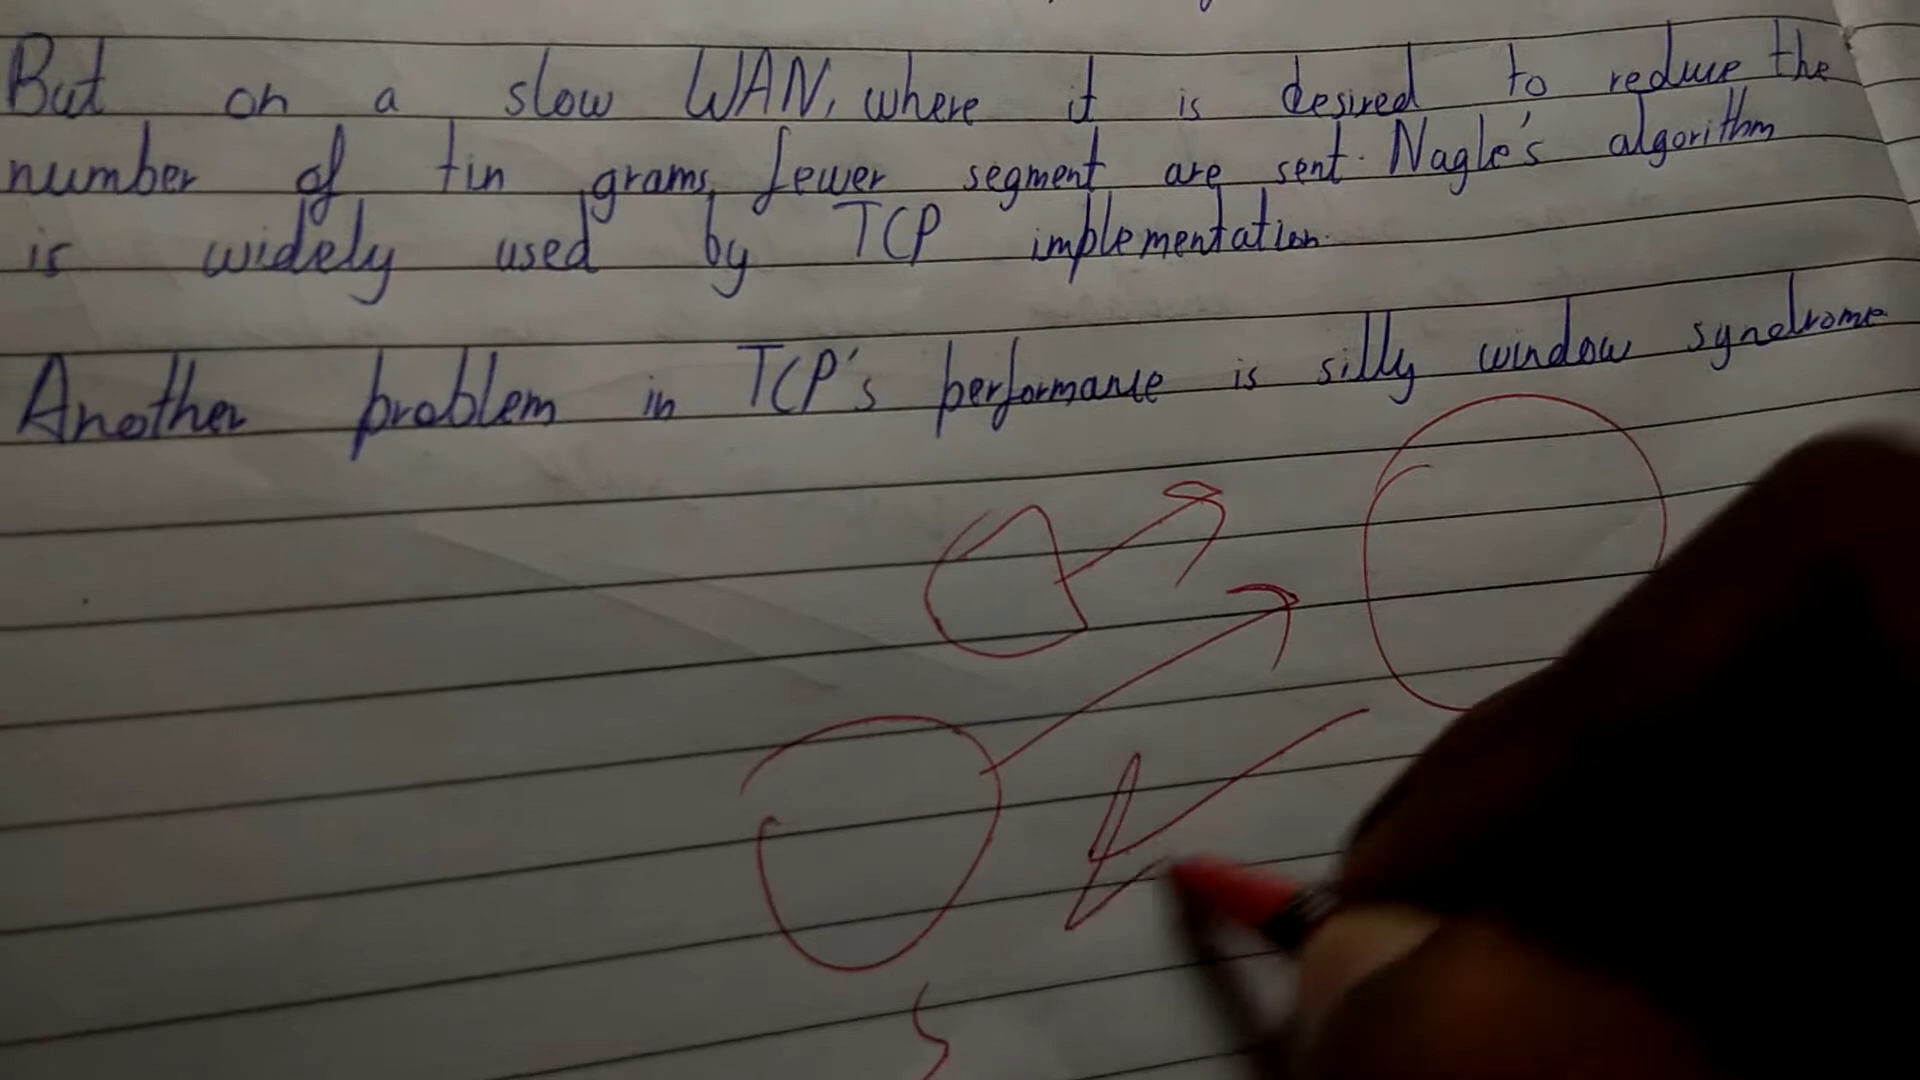 But on a slow WAN, where it is desired to reduce the
number of tin grams, fewer segment are sent. Nagle's algorithm
is widely used by TCP implementation.
Another problem in TCP's performance is silly window syndrome
S